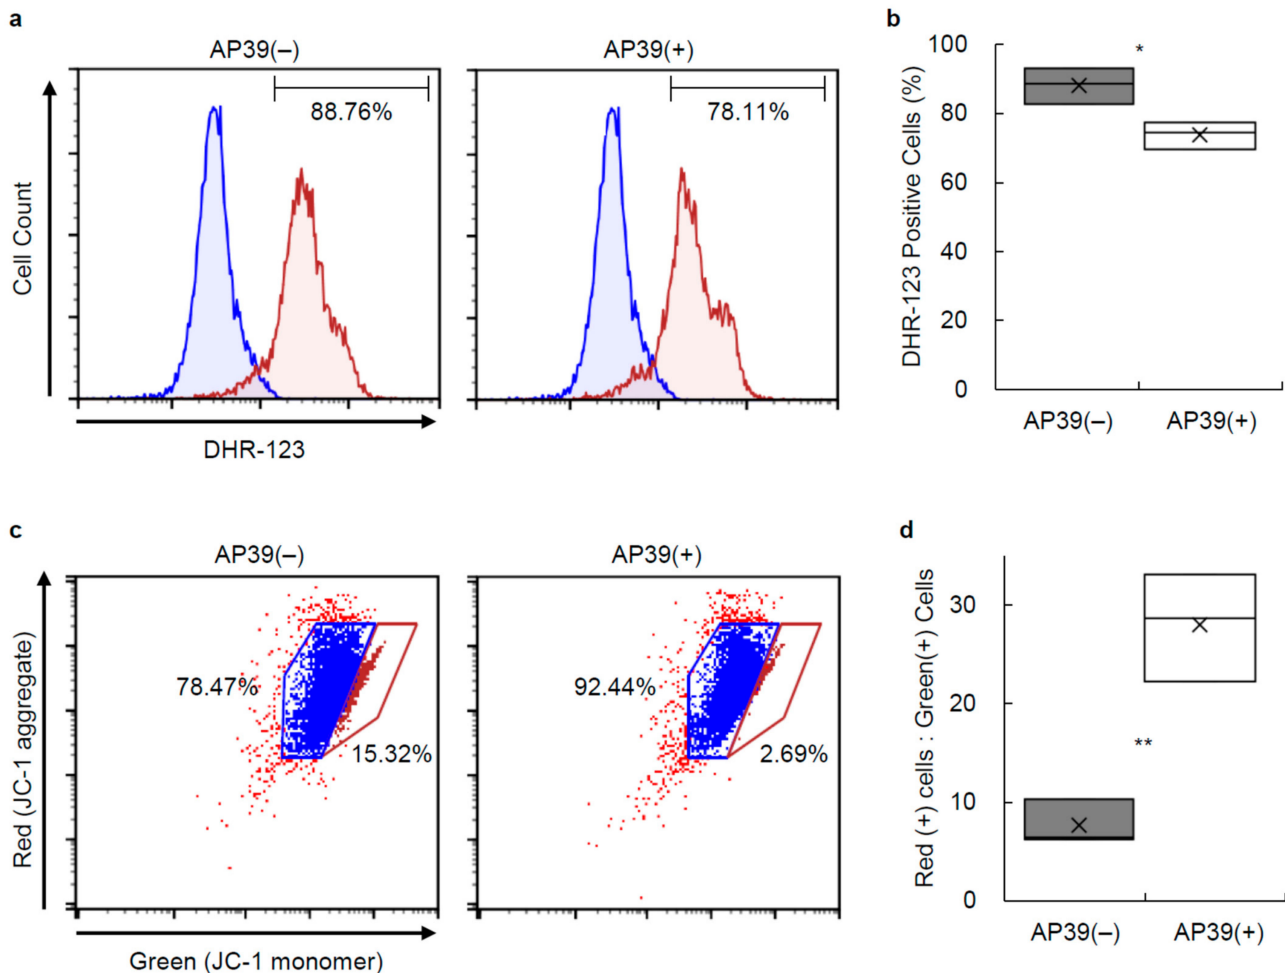 a
AP39(–)
AP39(+)
88.76%
78.11%
Cell Count
DHR-123
b
*
DHR-123 Positive Cells (%)
100
80
60
40
20
0
AP39(–)
AP39(+)
c
AP39(–)
AP39(+)
78.47%
15.32%
92.44%
2.69%
Red (JC-1 aggregate)
Green (JC-1 monomer)
d
**
Red (+) cells : Green(+) Cells
30
20
10
0
AP39(–)
AP39(+)